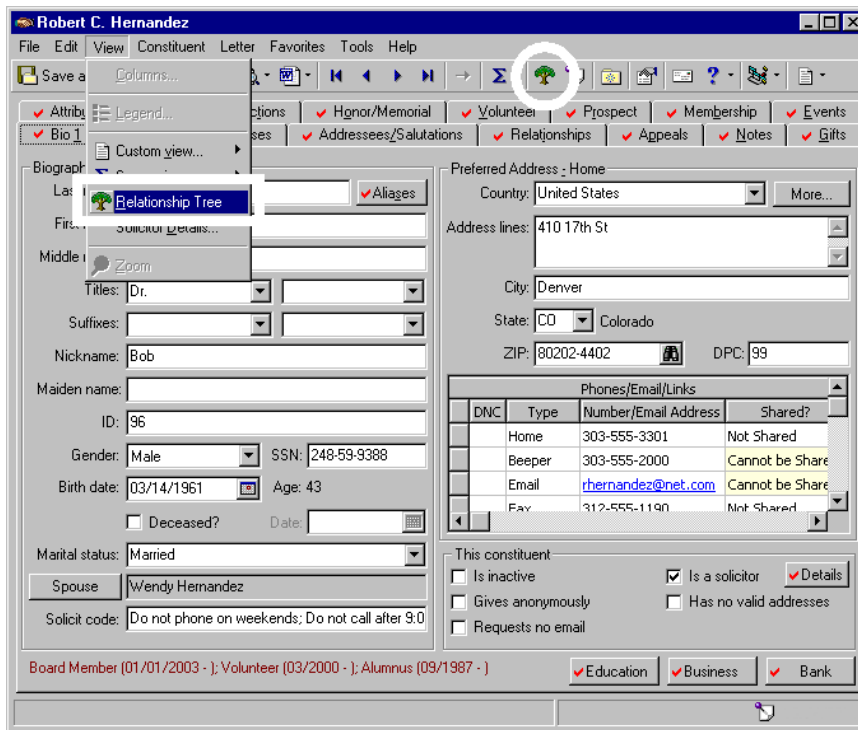 Robert C. Hernandez
File Edit View Constituent Letter Favorites Tools Help
Save a
Columns...
Attribu ctions Honor/Memorial Volunteer Prospect Membership Events
Legend...
Bio 1 ses Addressees/Salutations Relationships Appeals Notes Gifts
Custom view...
Biograph Preferred Address - Home
Las Aliases Country: United States More...
Relationship Tree
First Address lines: 410 17th St
Solicitor Details...
Middle
Zoom
Titles: Dr. City: Denver
Suffixes: State: CO Colorado
Nickname: Bob ZIP: 80202-4402 DPC: 99
Maiden name: Phones/Email/Links
DNC Type Number/Email Address Shared?
ID: 96 Home 303-555-3301 Not Shared
Gender: Male SSN: 248-59-9388 Beeper 303-555-2000 Cannot be Share
Birth date: 03/14/1961 Age: 43 Email rhernandez@net.com Cannot be Share
Fax 312-555-1190 Not Shared
Deceased? Date:
Marital status: Married This constituent
Spouse Wendy Hernandez Is inactive Is a solicitor Details
Gives anonymously Has no valid addresses
Solicit code: Do not phone on weekends; Do not call after 9:0
Requests no email
Board Member (01/01/2003 - ); Volunteer (03/2000 - ); Alumnus (09/1987 - ) Education Business Bank